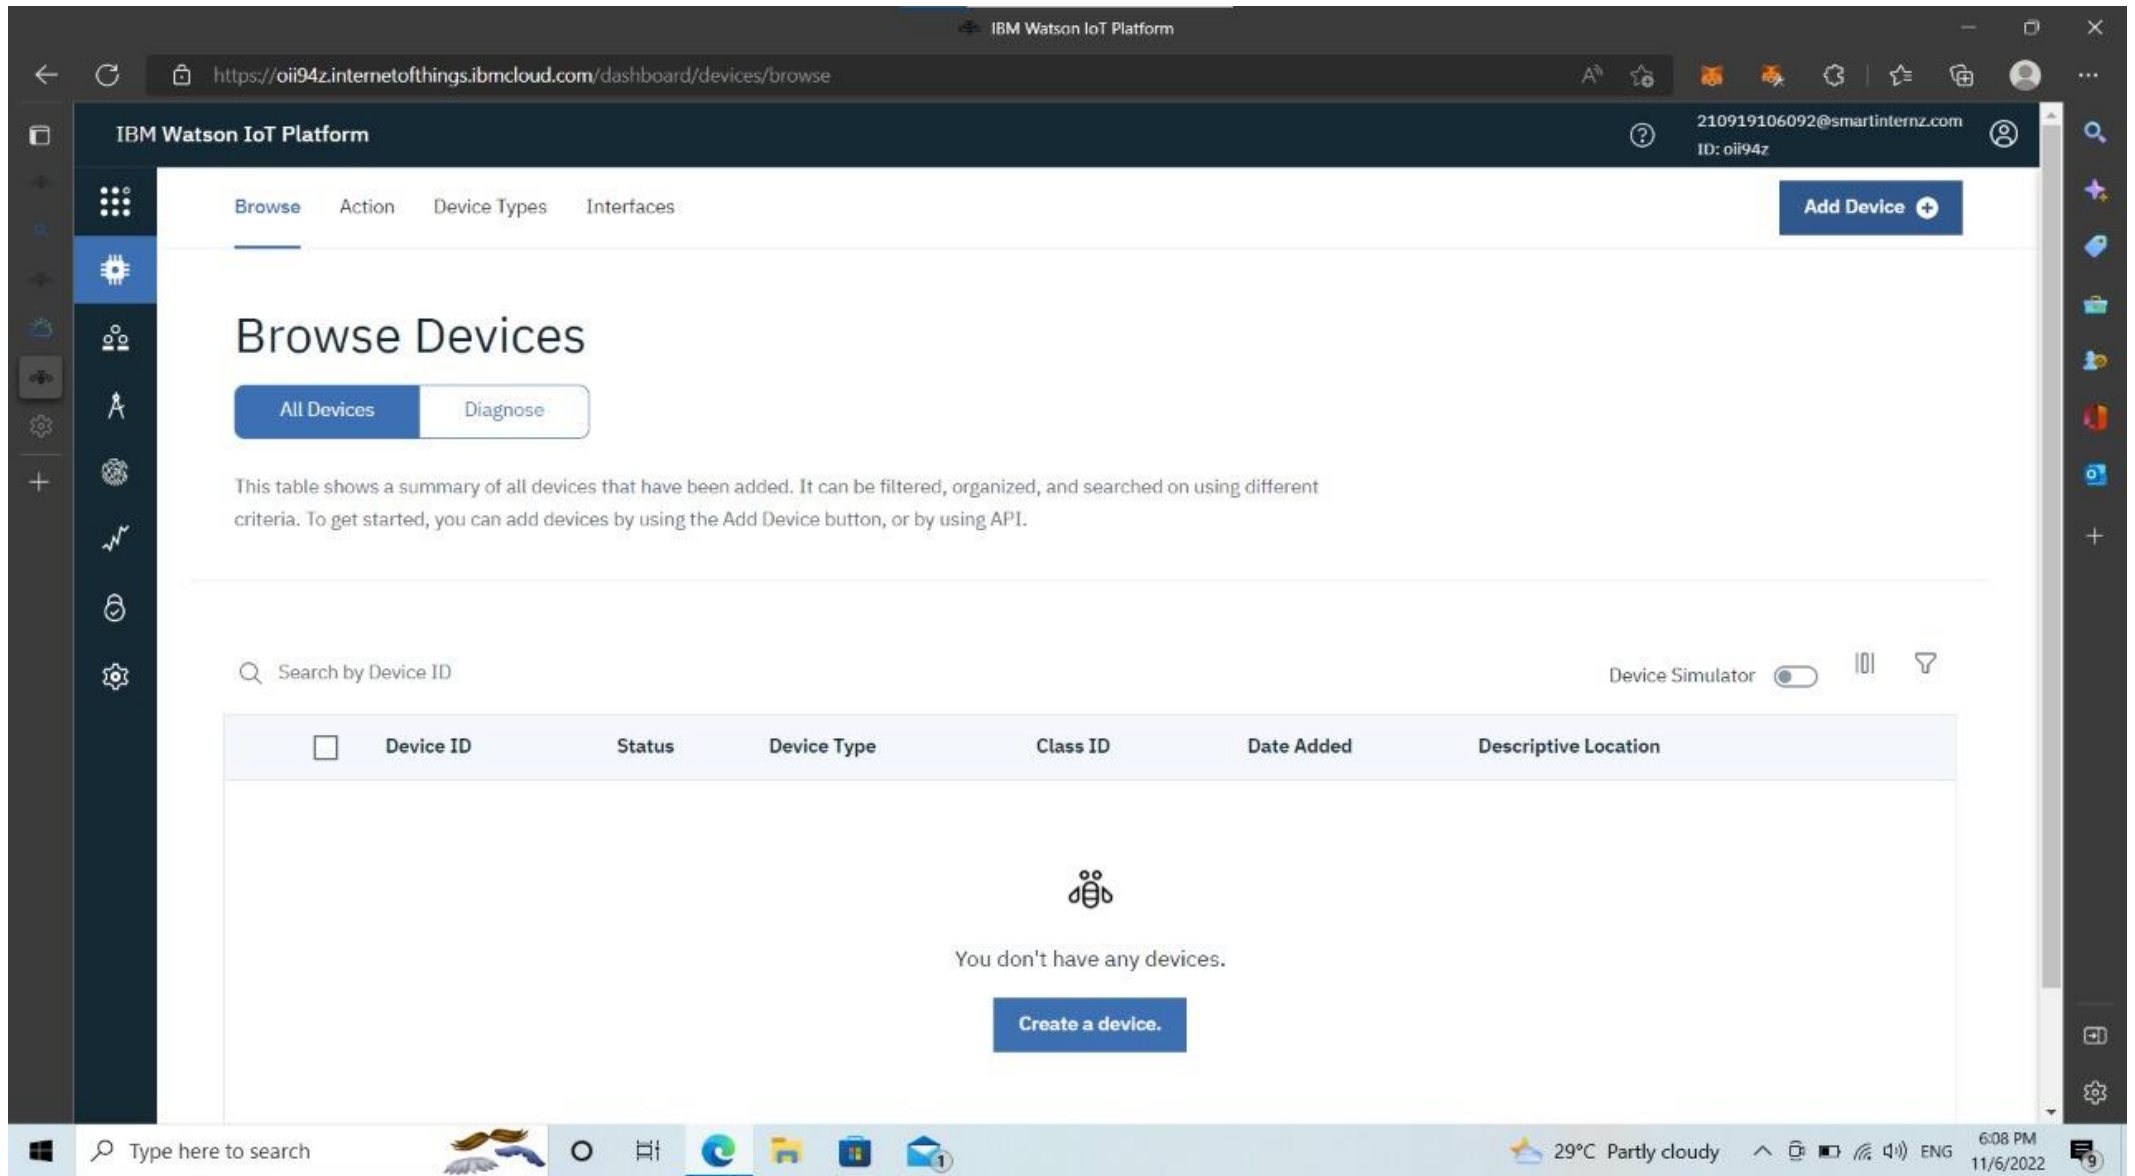 IBM Watson IoT Platform
https://oii94z.internetofthings.ibmcloud.com/dashboard/devices/browse
IBM Watson IoT Platform
210919106092@smartinternz.com
ID: oii94z
Browse Action Device Types Interfaces
Add Device
Browse Devices
All Devices Diagnose
This table shows a summary of all devices that have been added. It can be filtered, organized, and searched on using different
criteria. To get started, you can add devices by using the Add Device button, or by using API.
Search by Device ID
Device Simulator
Device ID Status Device Type Class ID Date Added Descriptive Location
You don't have any devices.
Create a device.
Type here to search
1
29°C Partly cloudy
ENG
6:08 PM
11/6/2022
9